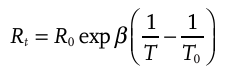 R_t = R_0 exp β(1/T − 1/T_0)